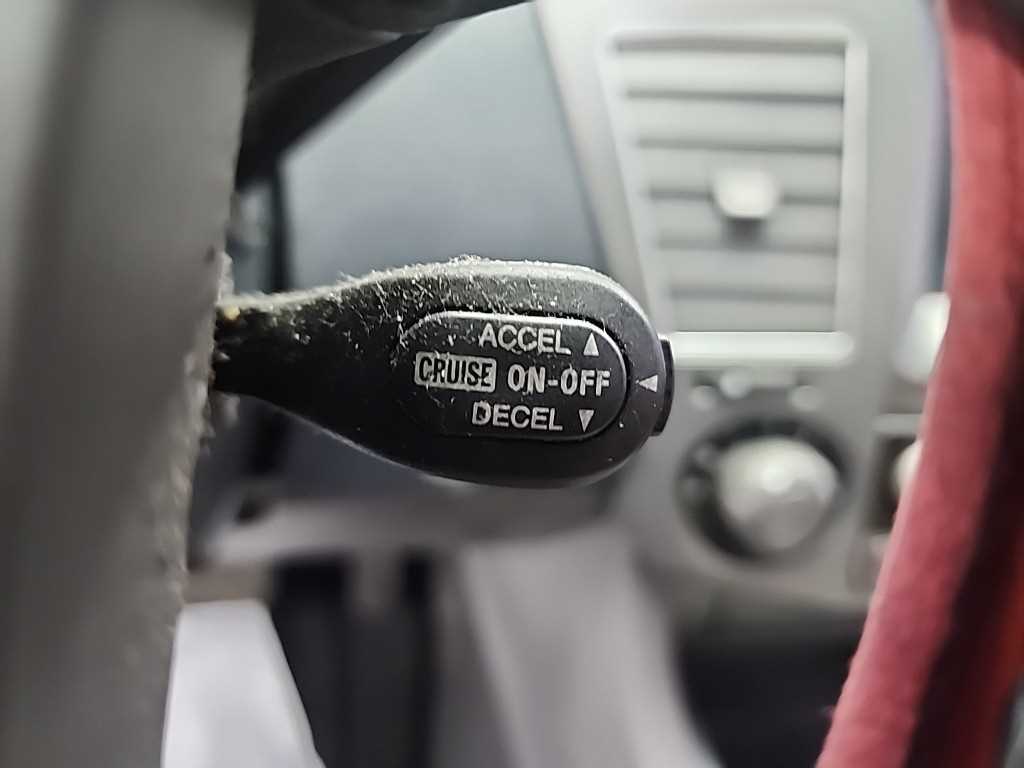 ACCEL ▲
CRUISE ON-OFF ◀
DECEL ▼